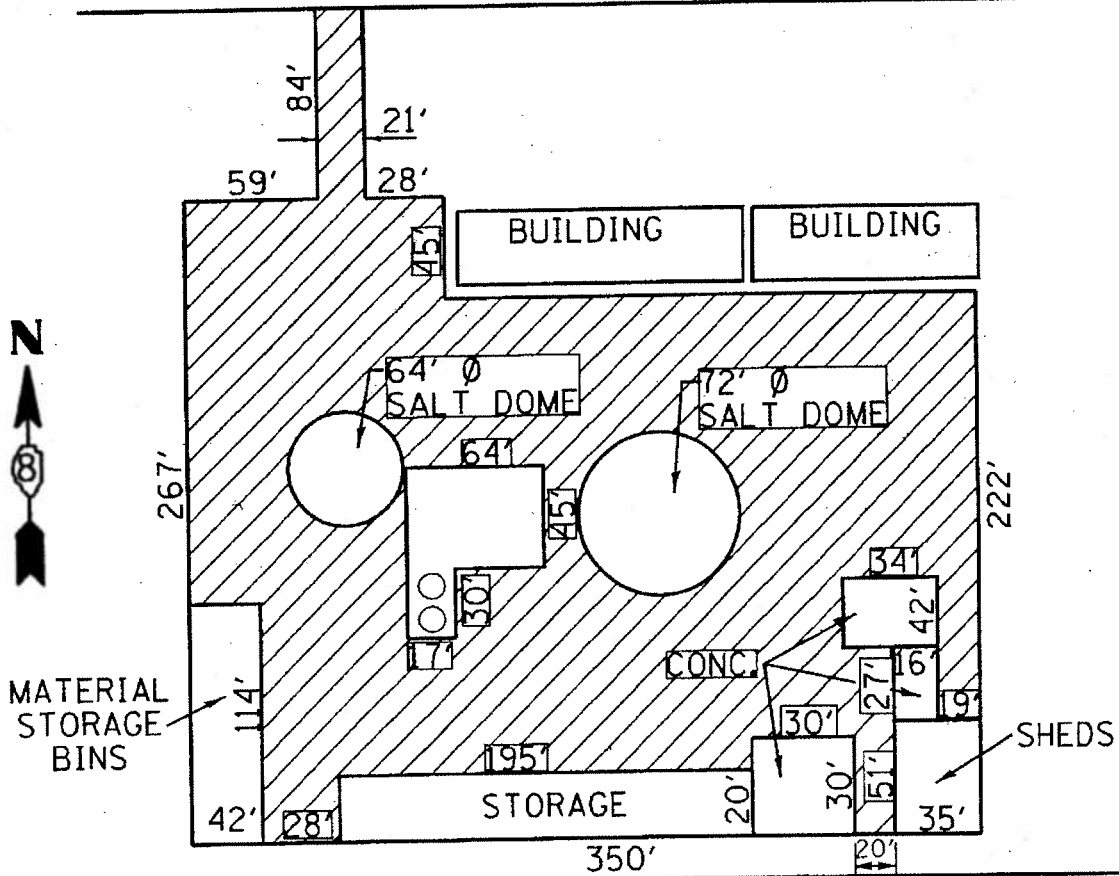 84'
21'
59'
28'
BUILDING
BUILDING
45'
N
8
64' Ø
SALT DOME
72' Ø
SALT DOME
64'
267'
45'
222'
34'
30'
42'
17'
CONC.
27'
16'
MATERIAL
STORAGE
BINS
114'
19'
30'
SHEDS
195'
STORAGE
20'
30'
51'
42'
28'
35'
350'
20'